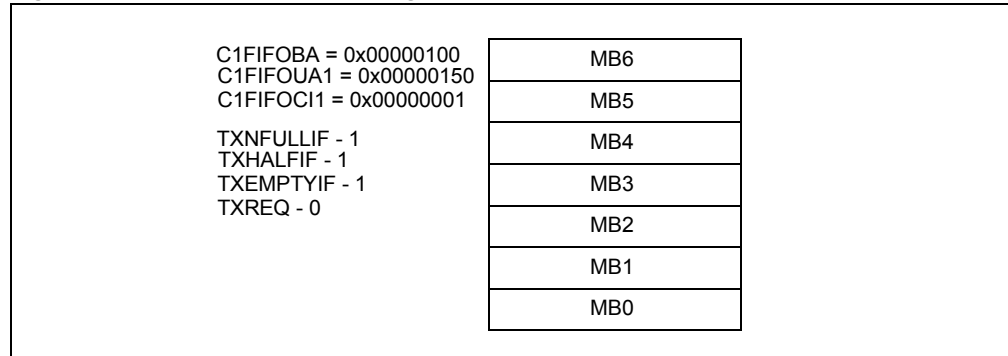 C1FIFOBA = 0x00000100
C1FIFOUA1 = 0x00000150
C1FIFOCI1 = 0x00000001
TXNFULLIF - 1
TXHALFIF - 1
TXEMPTYIF - 1
TXREQ - 0
MB6
MB5
MB4
MB3
MB2
MB1
MB0